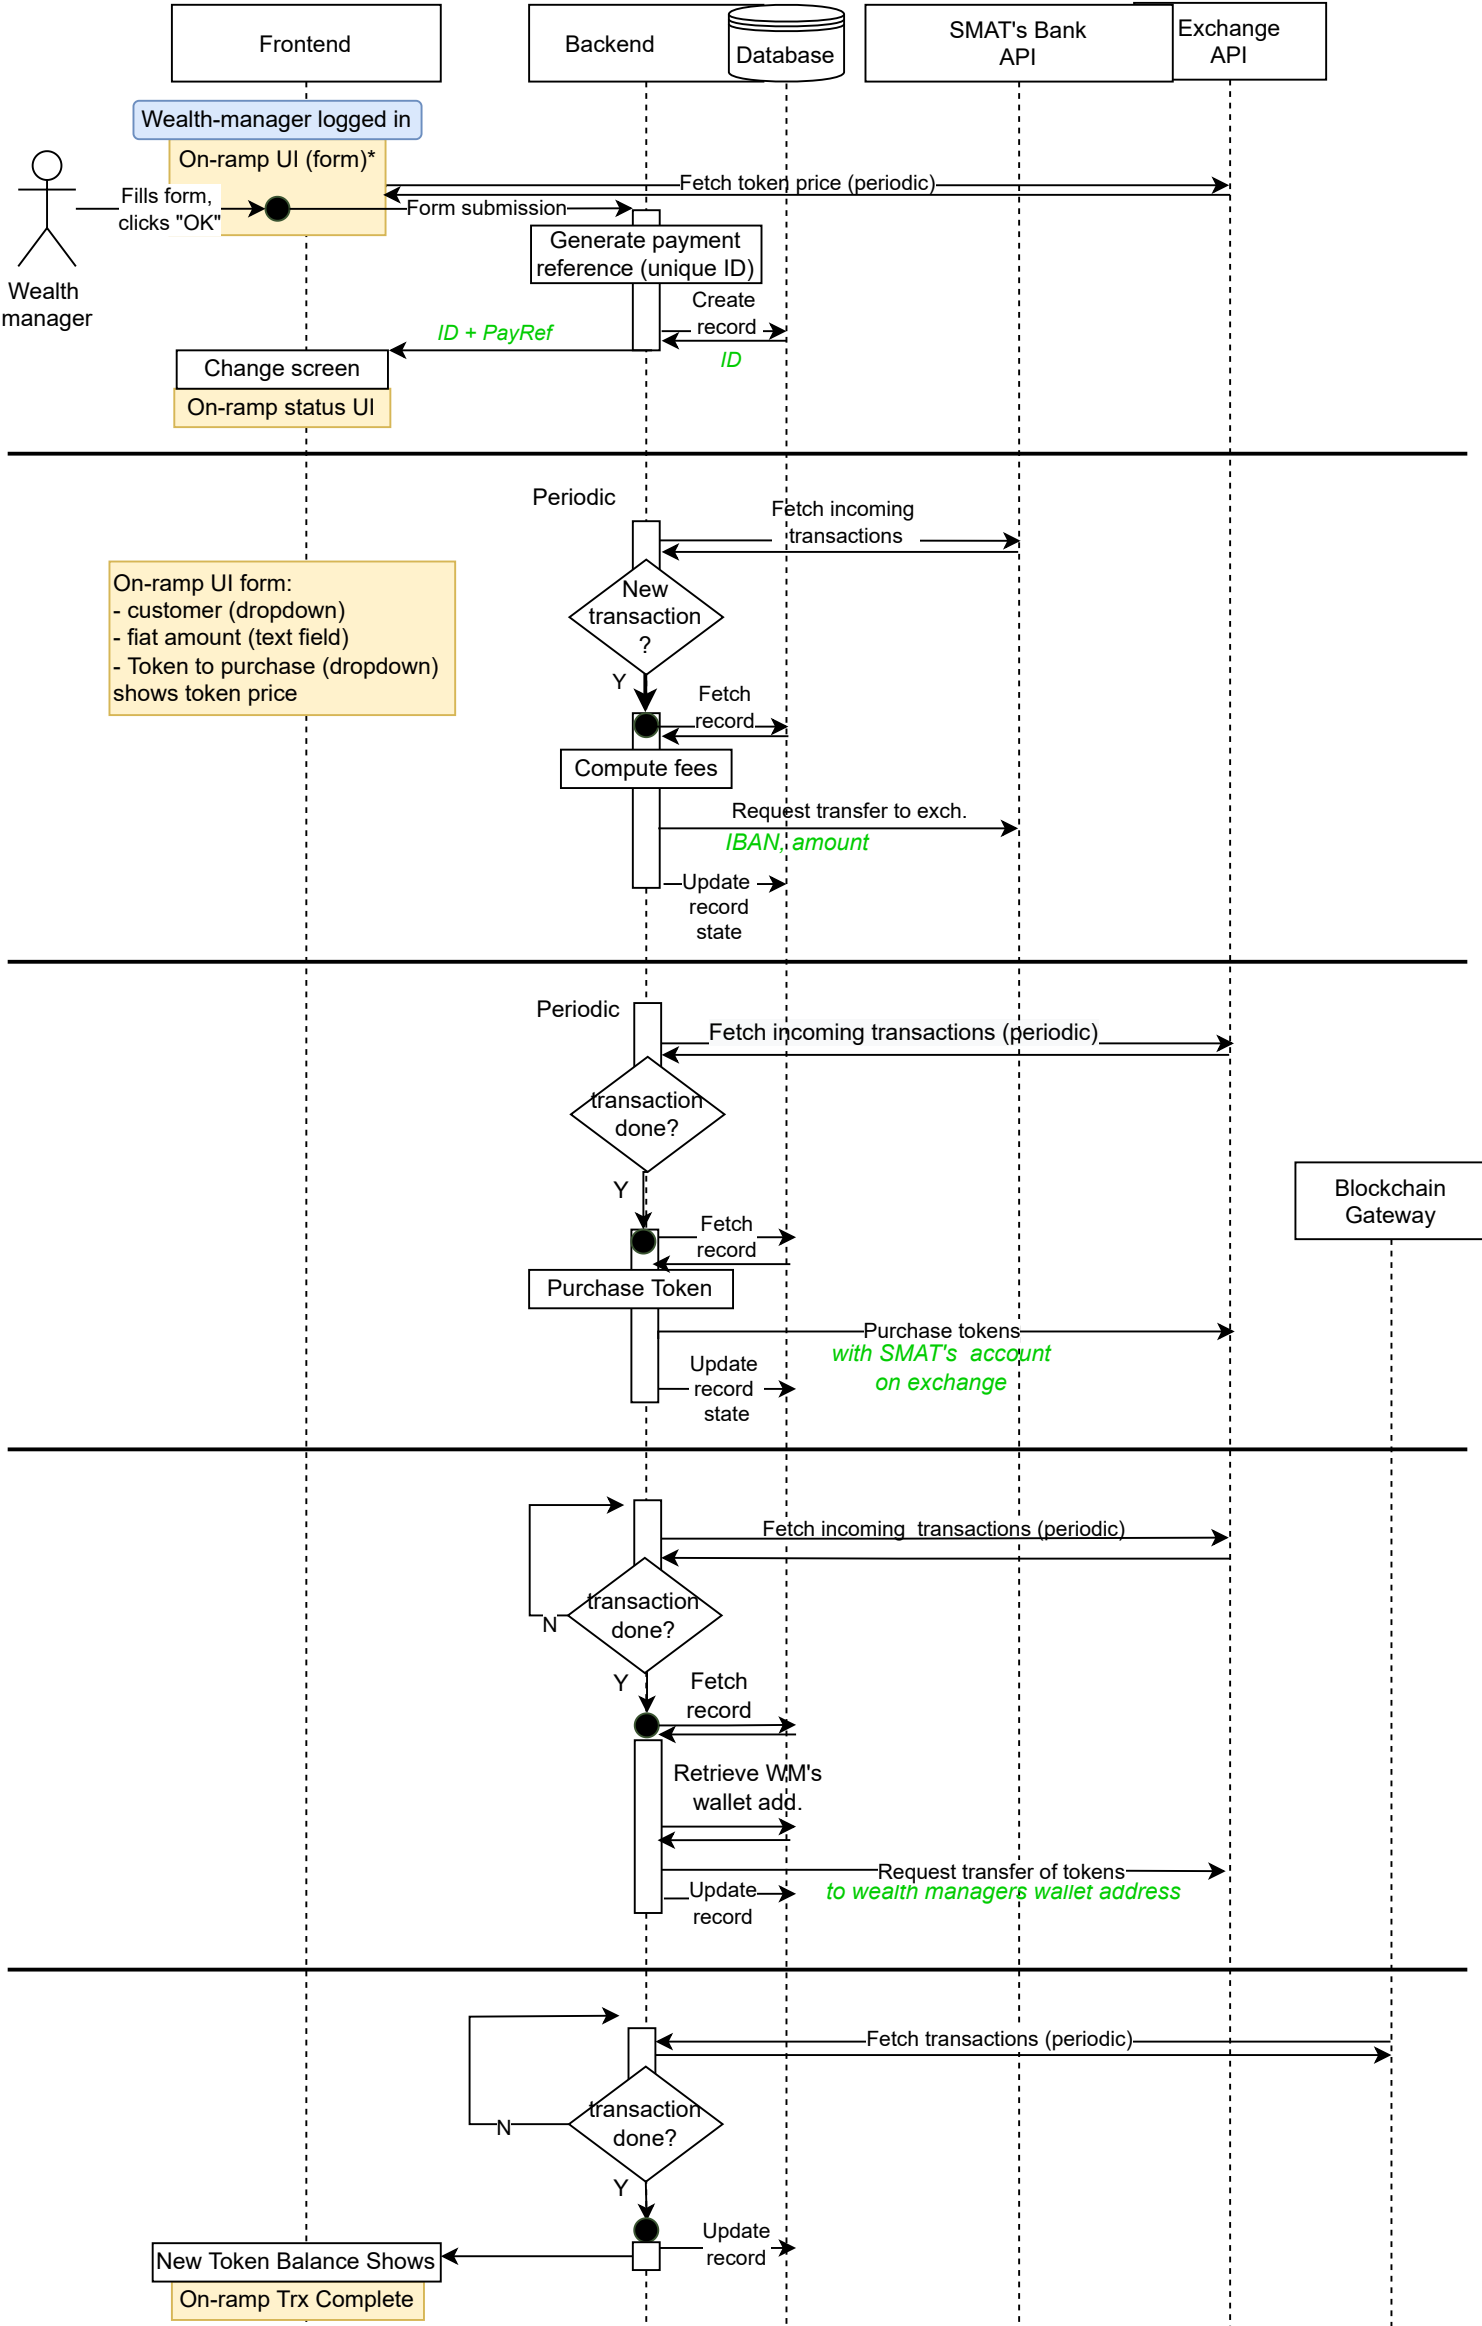 Frontend
Backend
Database
SMAT's Bank
API
Exchange
API
Wealth-manager logged in
On-ramp UI (form)*
Fetch token price (periodic)
Fills form,
clicks "OK"
Form submission
Generate payment
reference (unique ID)
Wealth
manager
Create
record
ID + PayRef
ID
Change screen
On-ramp status UI
Periodic
Fetch incoming
transactions
On-ramp UI form:
- customer (dropdown)
- fiat amount (text field)
- Token to purchase (dropdown)
shows token price
New
transaction
?
Y
Fetch
record
Compute fees
Request transfer to exch.
IBAN, amount
Update
record
state
Periodic
Fetch incoming transactions (periodic)
transaction
done?
Y
Blockchain
Gateway
Fetch
record
Purchase Token
Purchase tokens
with SMAT's  account
on exchange
Update
record
state
Fetch incoming  transactions (periodic)
transaction
done?
N
Y
Fetch
record
Retrieve WM's
wallet add.
Request transfer of tokens
to wealth managers wallet address
Update
record
Fetch transactions (periodic)
transaction
done?
N
Y
Update
record
New Token Balance Shows
On-ramp Trx Complete